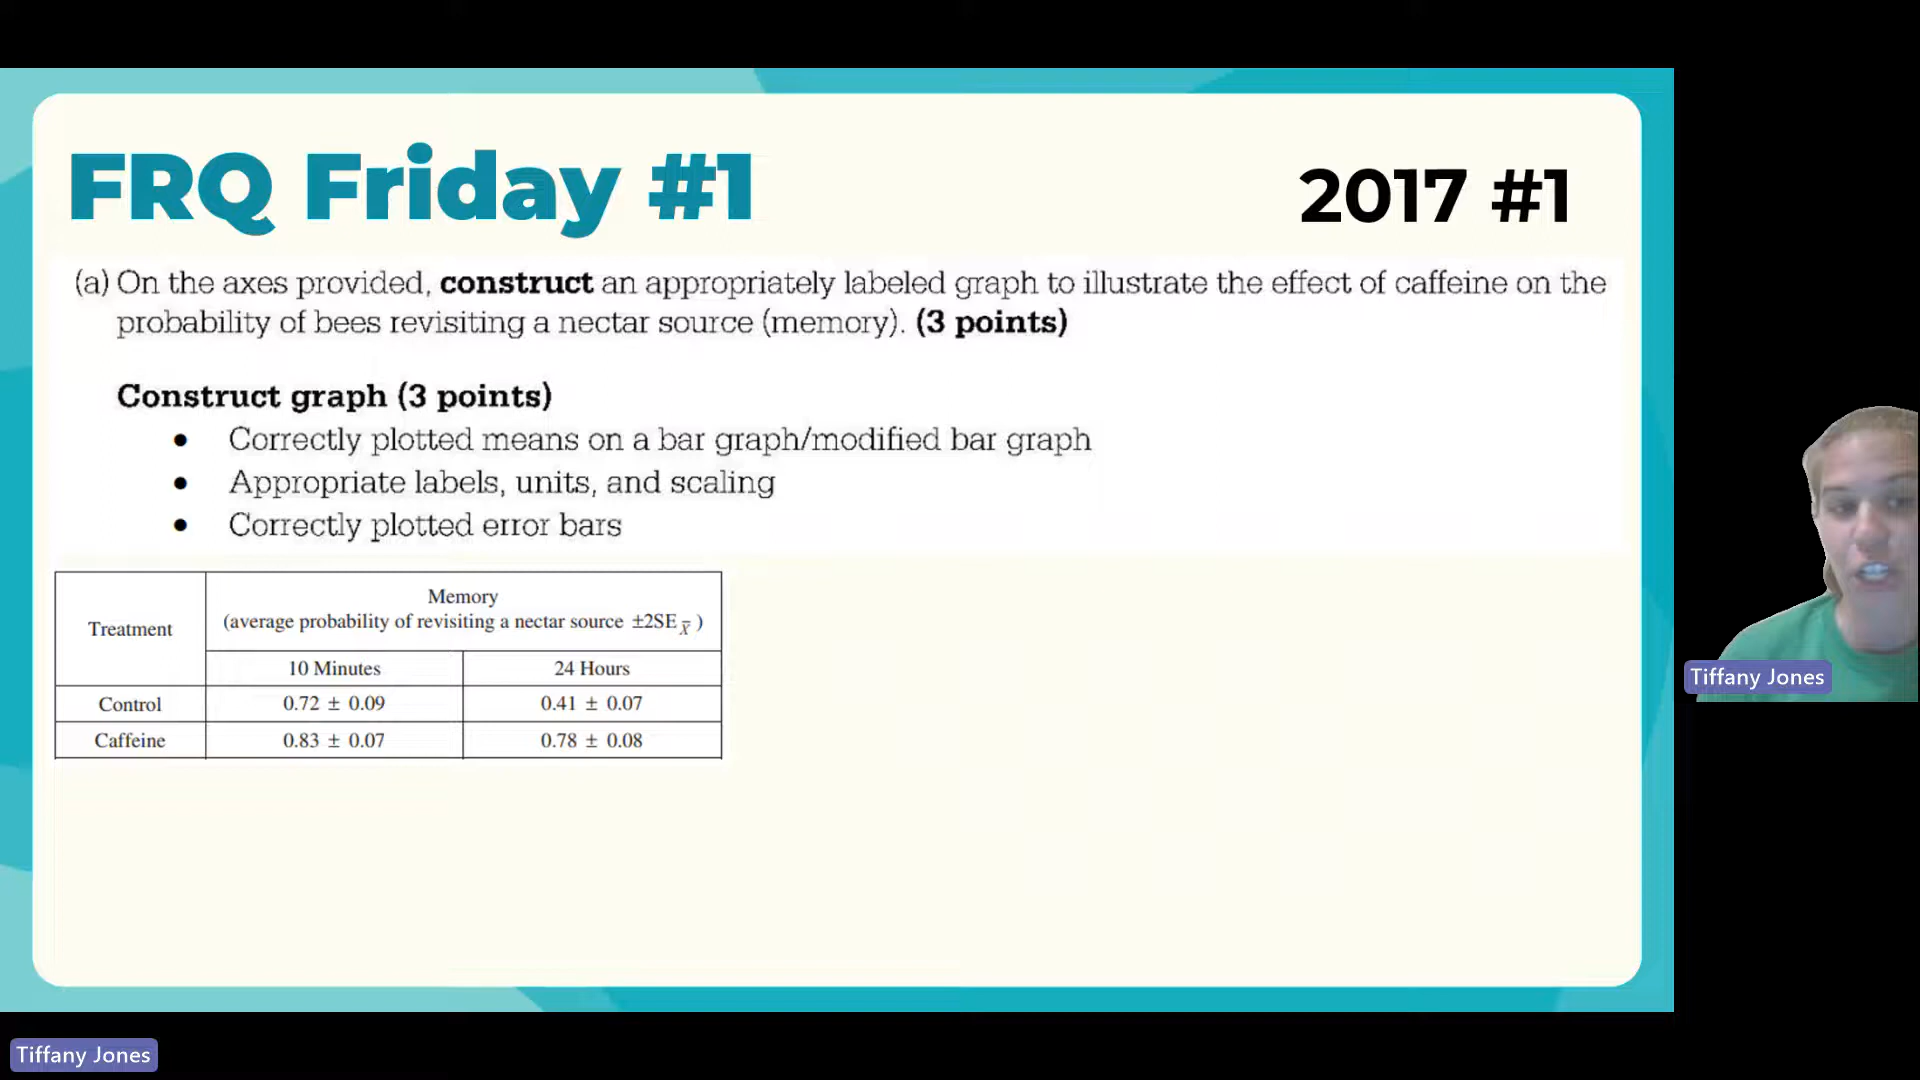 FRQ Friday #1
2017 #1
(a) On the axes provided, construct an appropriately labeled graph to illustrate the effect of caffeine on the
probability of bees revisiting a nectar source (memory). (3 points)
Construct graph (3 points)
• Correctly plotted means on a bar graph/modified bar graph
• Appropriate labels, units, and scaling
• Correctly plotted error bars
Treatment
Memory
(average probability of revisiting a nectar source ±2SE x̅ )
10 Minutes 24 Hours
Control 0.72 ± 0.09 0.41 ± 0.07
Caffeine 0.83 ± 0.07 0.78 ± 0.08
Tiffany Jones
Tiffany Jones